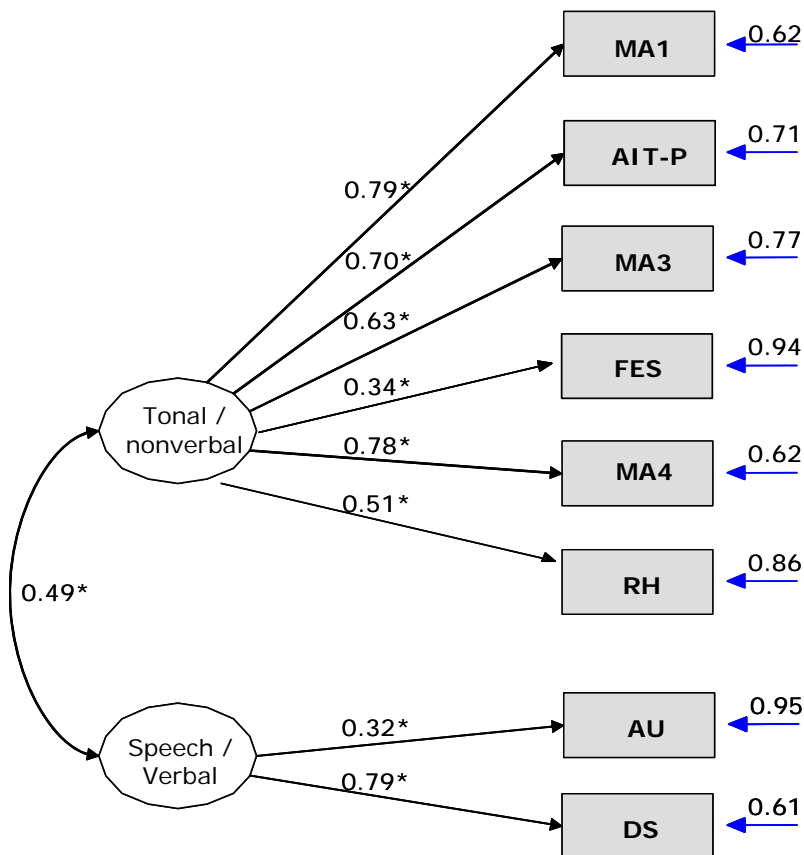 MA1
0.62
AIT-P
0.71
0.79*
0.70*
MA3
0.77
0.63*
FES
0.94
0.34*
Tonal /
nonverbal
0.78*
MA4
0.62
0.51*
RH
0.86
0.49*
AU
0.95
0.32*
Speech /
Verbal
0.79*
DS
0.61